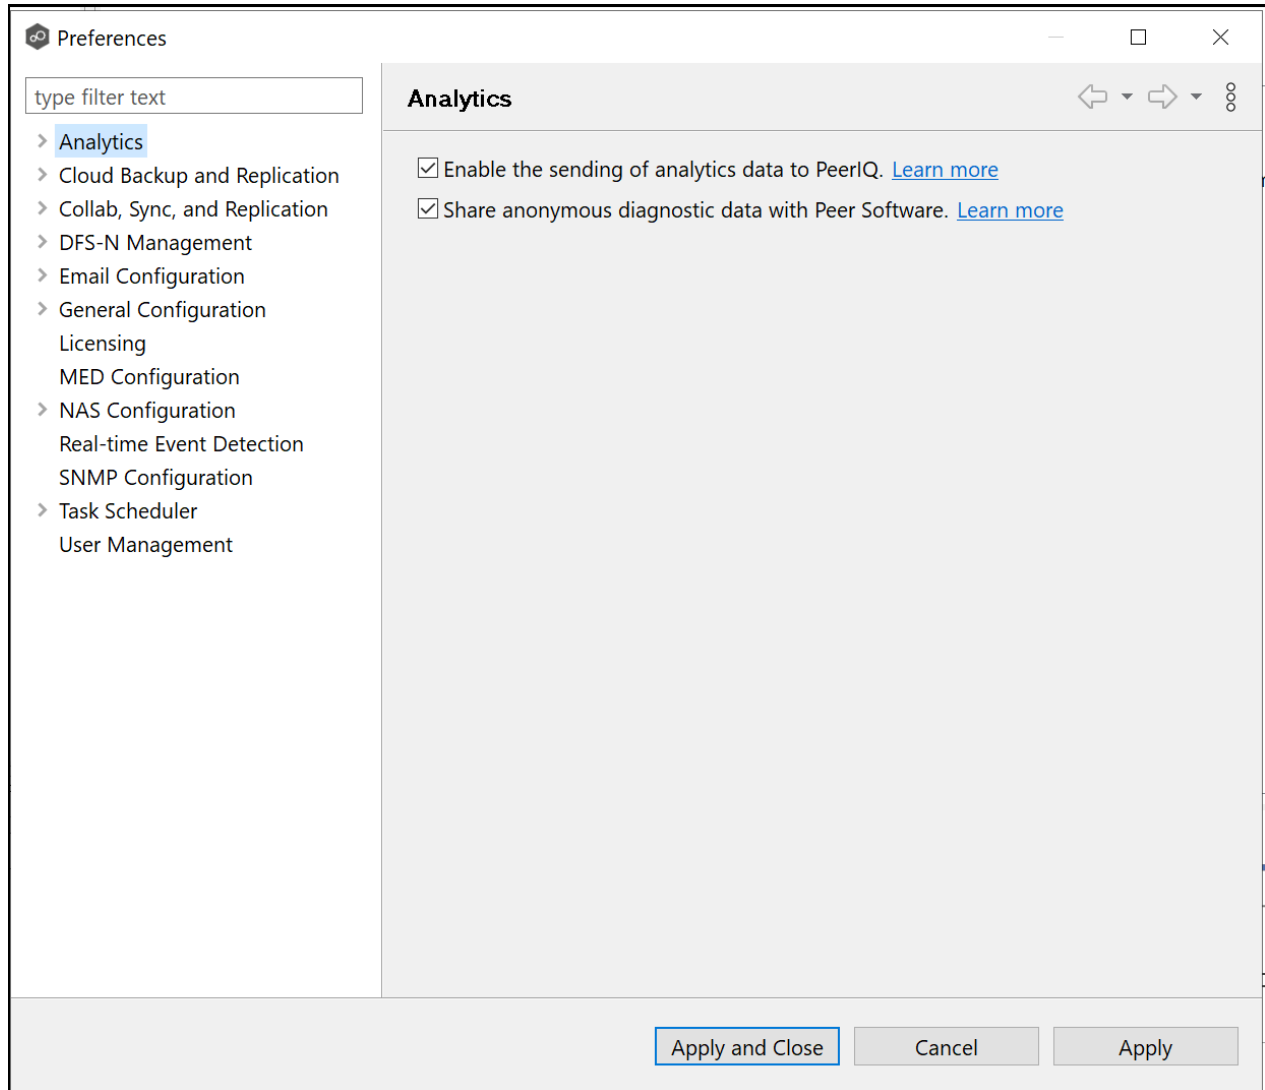 Preferences
type filter text
Analytics
Cloud Backup and Replication
Collab, Sync, and Replication
DFS-N Management
Email Configuration
General Configuration
Licensing
MED Configuration
NAS Configuration
Real-time Event Detection
SNMP Configuration
Task Scheduler
User Management
Analytics
Enable the sending of analytics data to PeerIQ. Learn more
Share anonymous diagnostic data with Peer Software. Learn more
Apply and Close
Cancel
Apply